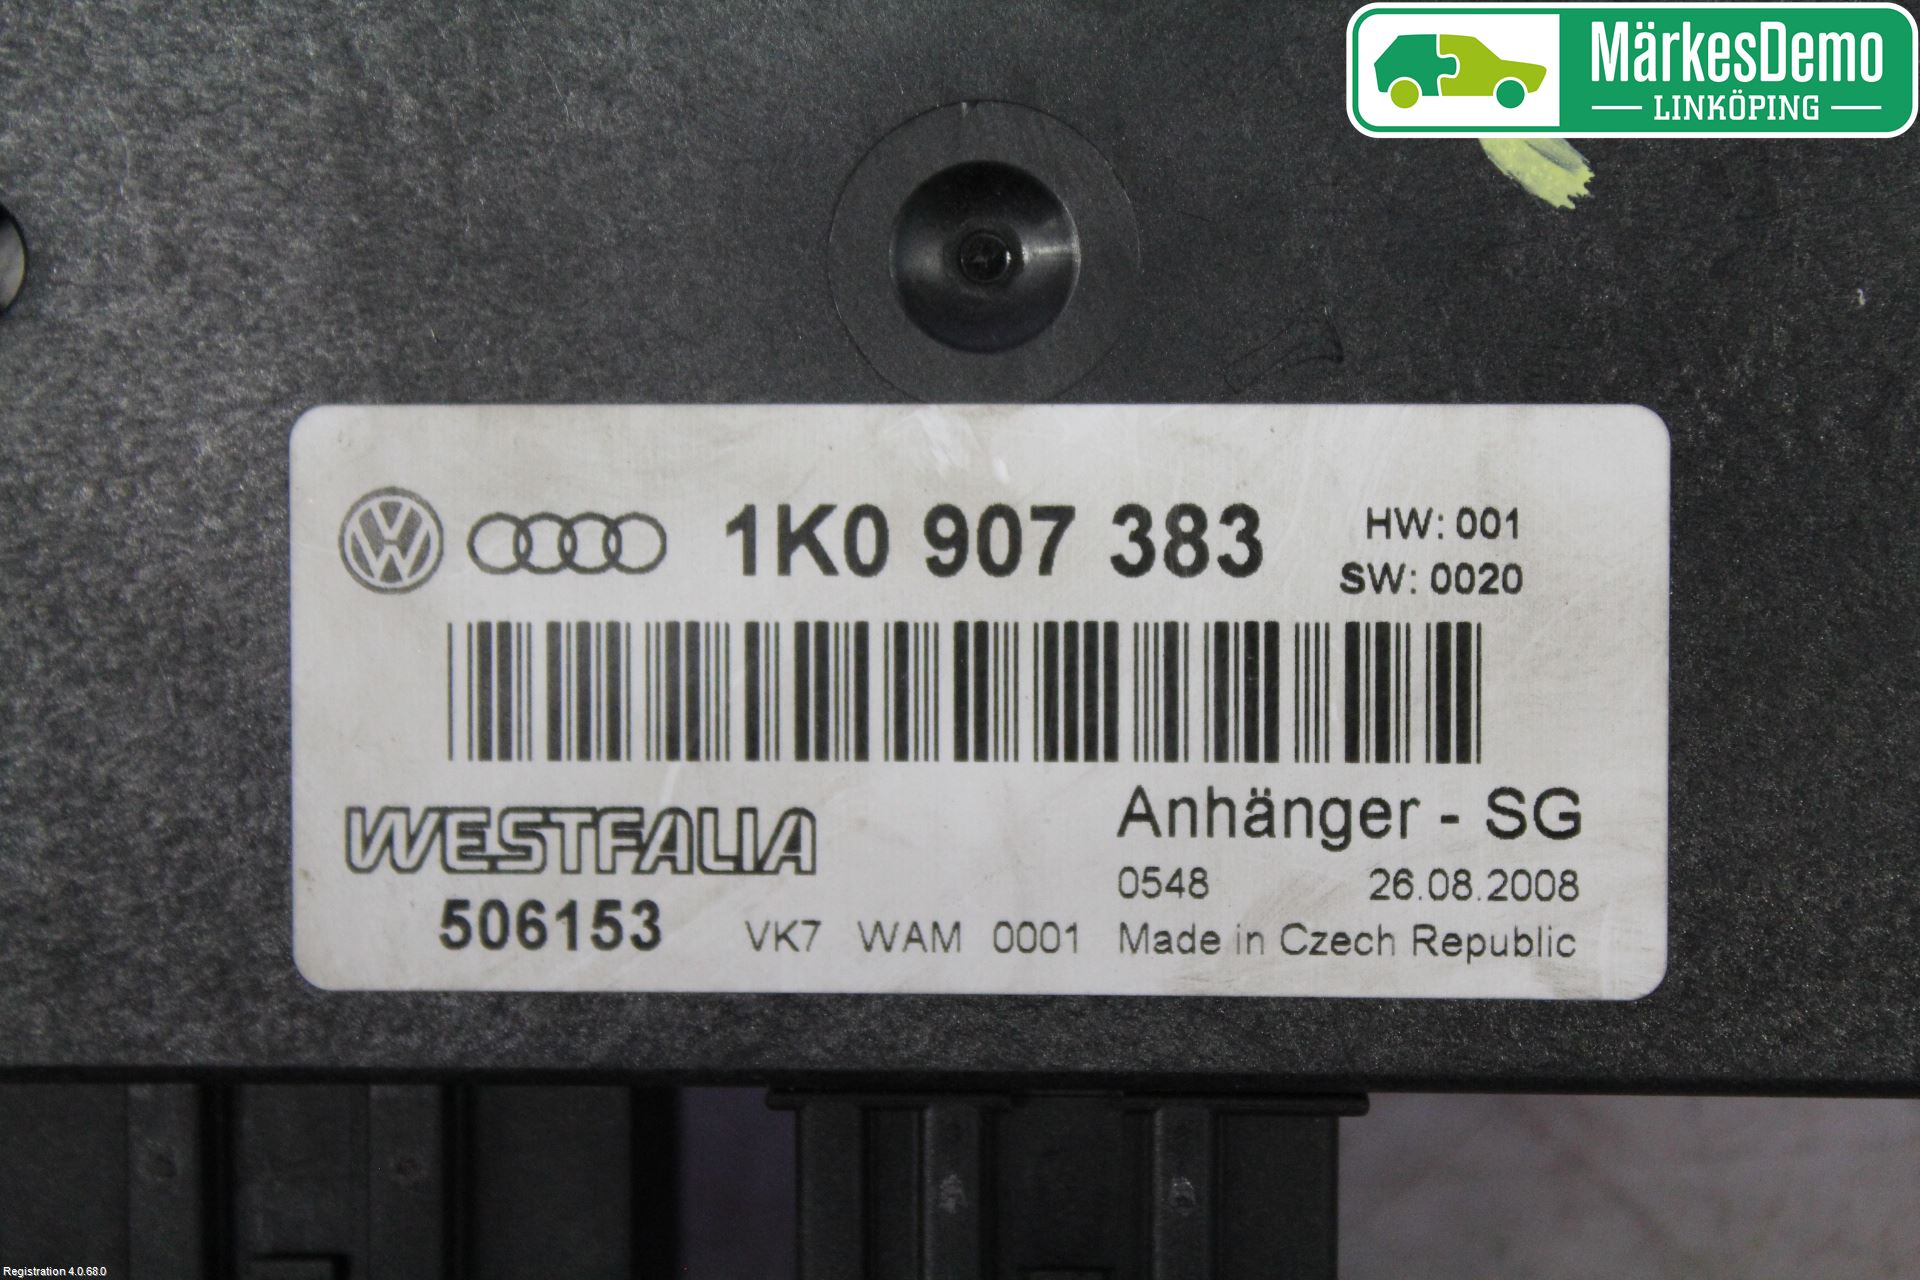 MärkesDemo
LINKÖPING
1K0 907 383
HW: 001
SW: 0020
WESTFALIA
Anhänger - SG
0548 26.08.2008
506153 VK7 WAM 0001 Made in Czech Republic
Registration 4.0.68.0